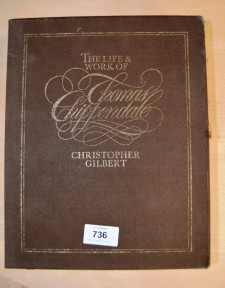 THE LIFE &
WORK OF
Thomas
Chippendale
CHRISTOPHER
GILBERT
736